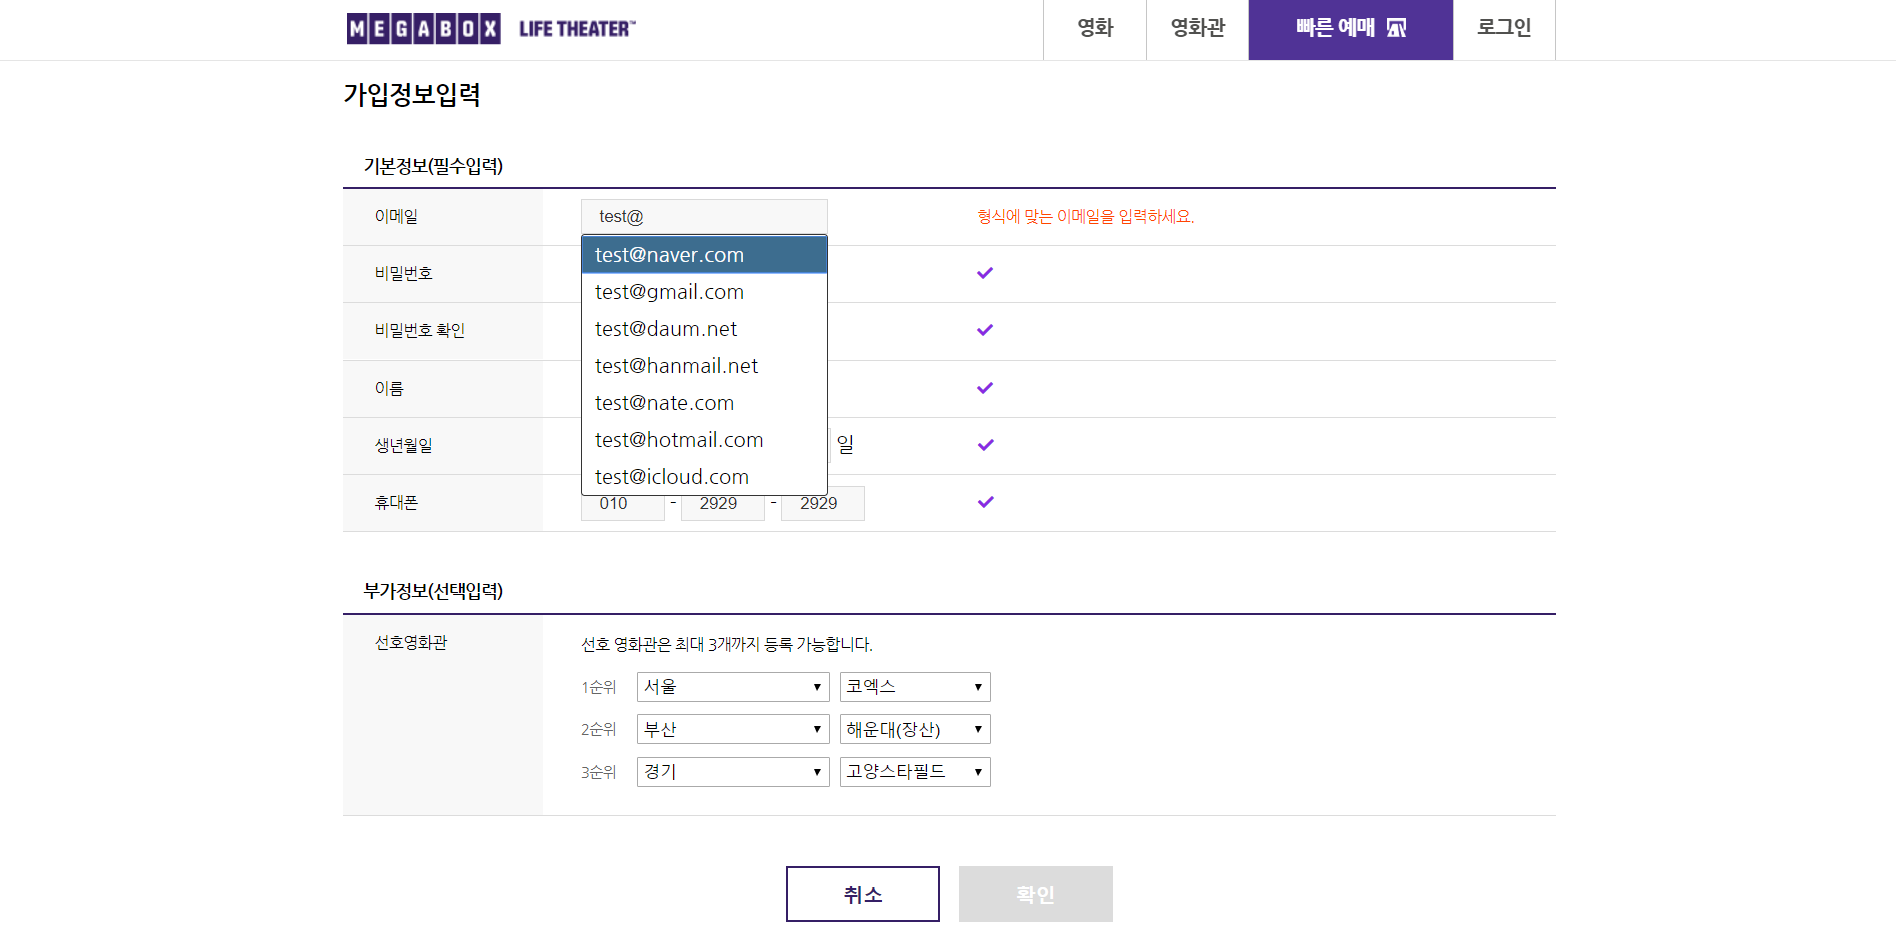 MEGABOX LIFE THEATER™ 영화 영화관 빠른 예매 로그인
가입정보입력
기본정보(필수입력)
이메일 test@ 형식에 맞는 이메일을 입력하세요.
test@naver.com
비밀번호
test@gmail.com
test@daum.net
비밀번호 확인
test@hanmail.net
이름
test@nate.com
test@hotmail.com
생년월일 일
test@icloud.com
휴대폰 010 - 2929 - 2929
부가정보(선택입력)
선호영화관 선호 영화관은 최대 3개까지 등록 가능합니다.
1순위 서울 코엑스
2순위 부산 해운대(장산)
3순위 경기 고양스타필드
취소 확인